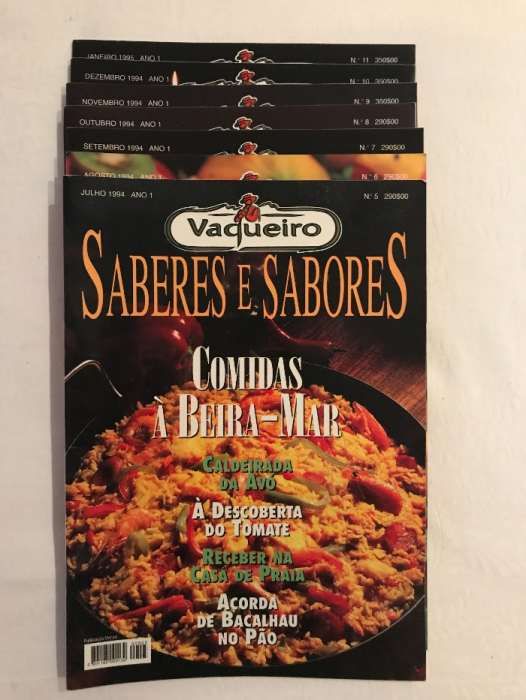 JANEIRO 1995 ANO 1 N.º 11 350$00
DEZEMBRO 1994 ANO 1 N.º 10 350$00
NOVEMBRO 1994 ANO 1 N.º 9 350$00
OUTUBRO 1994 ANO 1 N.º 8 290$00
SETEMBRO 1994 ANO 1 N.º 7 290$00
AGOSTO 1994 ANO 1 N.º 6 290$00
JULHO 1994 ANO 1 N.º 5 290$00
Vaqueiro
SABERES E SABORES
COMIDAS
À BEIRA-MAR
CALDEIRADA
DA AVÓ
À DESCOBERTA
DO TOMATE
RECEBER NA
CASA DE PRAIA
AÇORDA
DE BACALHAU
NO PÃO